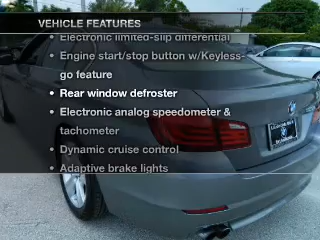 VEHICLE FEATURES
• Electronic limited-slip differential
• Engine start/stop button w/Keyless-
go feature
• Rear window defroster
• Electronic analog speedometer &
tachometer
• Dynamic cruise control
• Adaptive brake lights